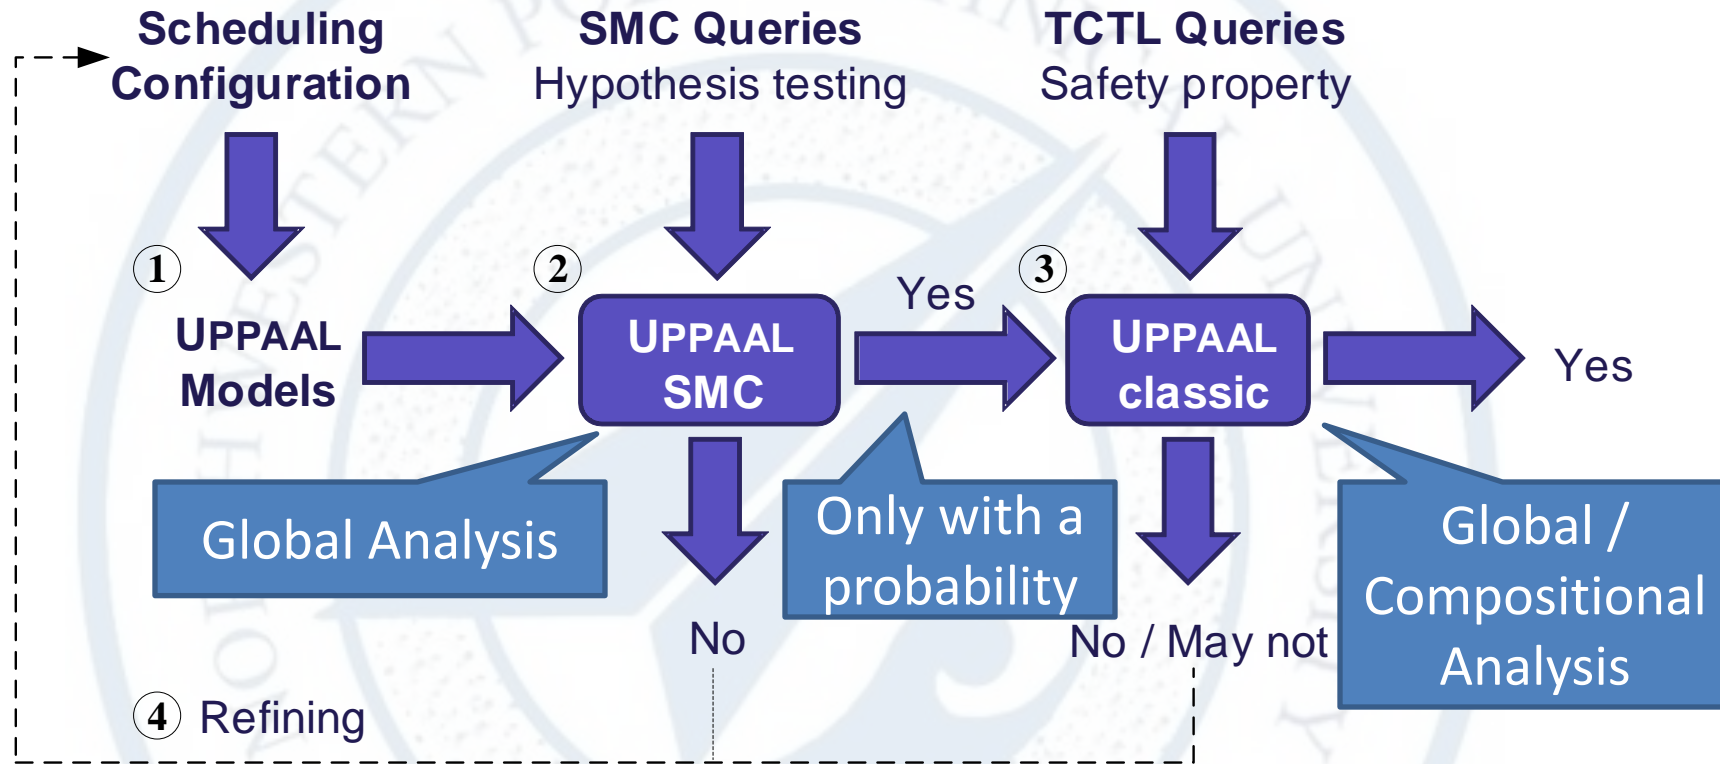 Scheduling
Configuration
SMC Queries
Hypothesis testing
TCTL Queries
Safety property
1
UPPAAL
Models
2
UPPAAL
SMC
Yes
3
UPPAAL
classic
Yes
Global Analysis
Only with a
probability
Global /
Compositional
Analysis
No
No / May not
4 Refining